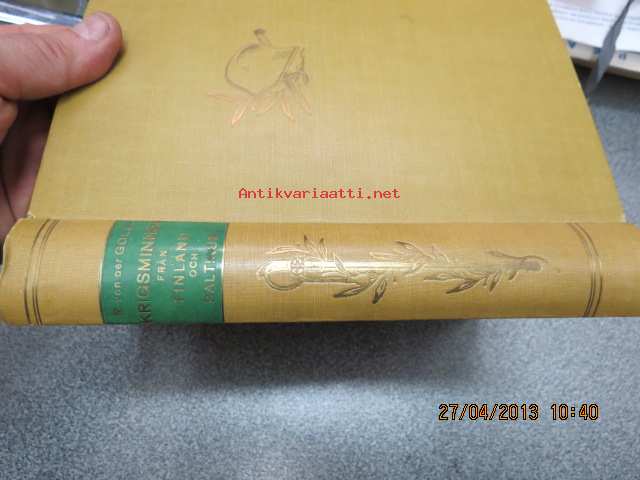 Antikvariaatti.net
R. von der GOLTZ
KRIGSMINNEN
FRÅN
FINLAND
OCH
BALTIKUM
27/04/2013 10:40